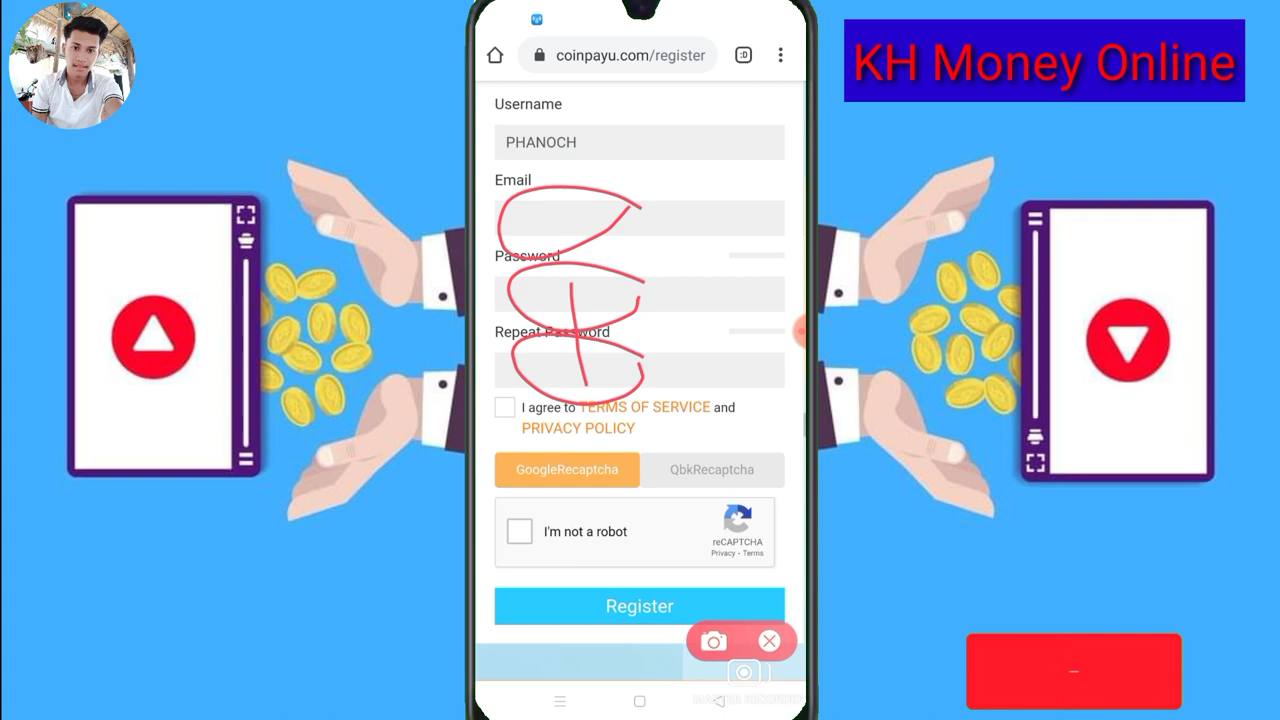 KH Money Online
coinpayu.com/register
:D
Username
PHANOCH
Email
Password
Repeat Password
I agree to TERMS OF SERVICE and
PRIVACY POLICY
GoogleRecaptcha
QbkRecaptcha
I'm not a robot
reCAPTCHA
Privacy - Terms
Register